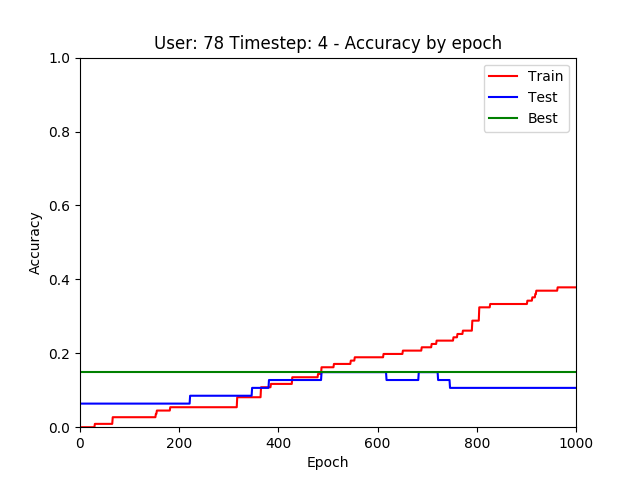 User: 78 Timestep: 4 - Accuracy by epoch
Train
Test
Best
Accuracy
1.0
0.8
0.6
0.4
0.2
0.0
0 200 400 600 800 1000
Epoch